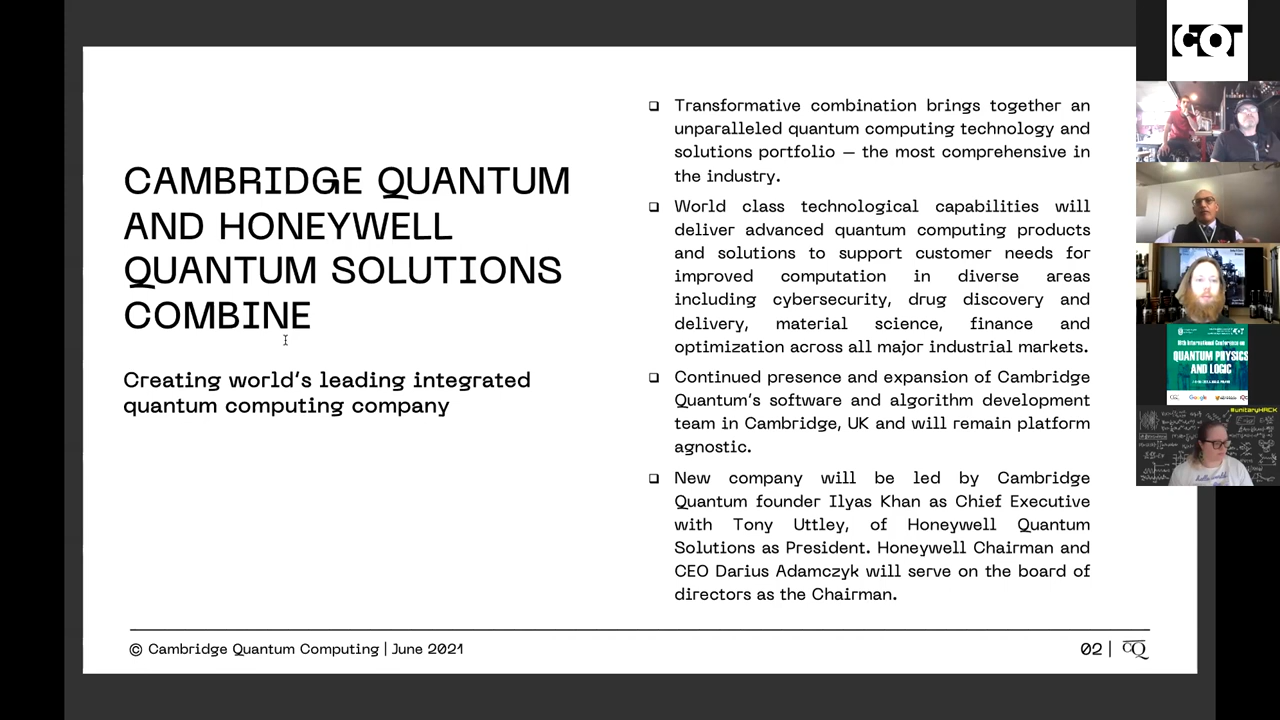 CAMBRIDGE QUANTUM
AND HONEYWELL
QUANTUM SOLUTIONS
COMBINE
Creating world's leading integrated
quantum computing company
❑ Transformative combination brings together an
unparalleled quantum computing technology and
solutions portfolio – the most comprehensive in
the industry.
❑ World class technological capabilities will
deliver advanced quantum computing products
and solutions to support customer needs for
improved computation in diverse areas
including cybersecurity, drug discovery and
delivery, material science, finance and
optimization across all major industrial markets.
❑ Continued presence and expansion of Cambridge
Quantum's software and algorithm development
team in Cambridge, UK and will remain platform
agnostic.
❑ New company will be led by Cambridge
Quantum founder Ilyas Khan as Chief Executive
with Tony Uttley, of Honeywell Quantum
Solutions as President. Honeywell Chairman and
CEO Darius Adamczyk will serve on the board of
directors as the Chairman.
© Cambridge Quantum Computing | June 2021
02 | CQ
QUANTUM PHYSICS
AND LOGIC
Google
#unitaryHACK